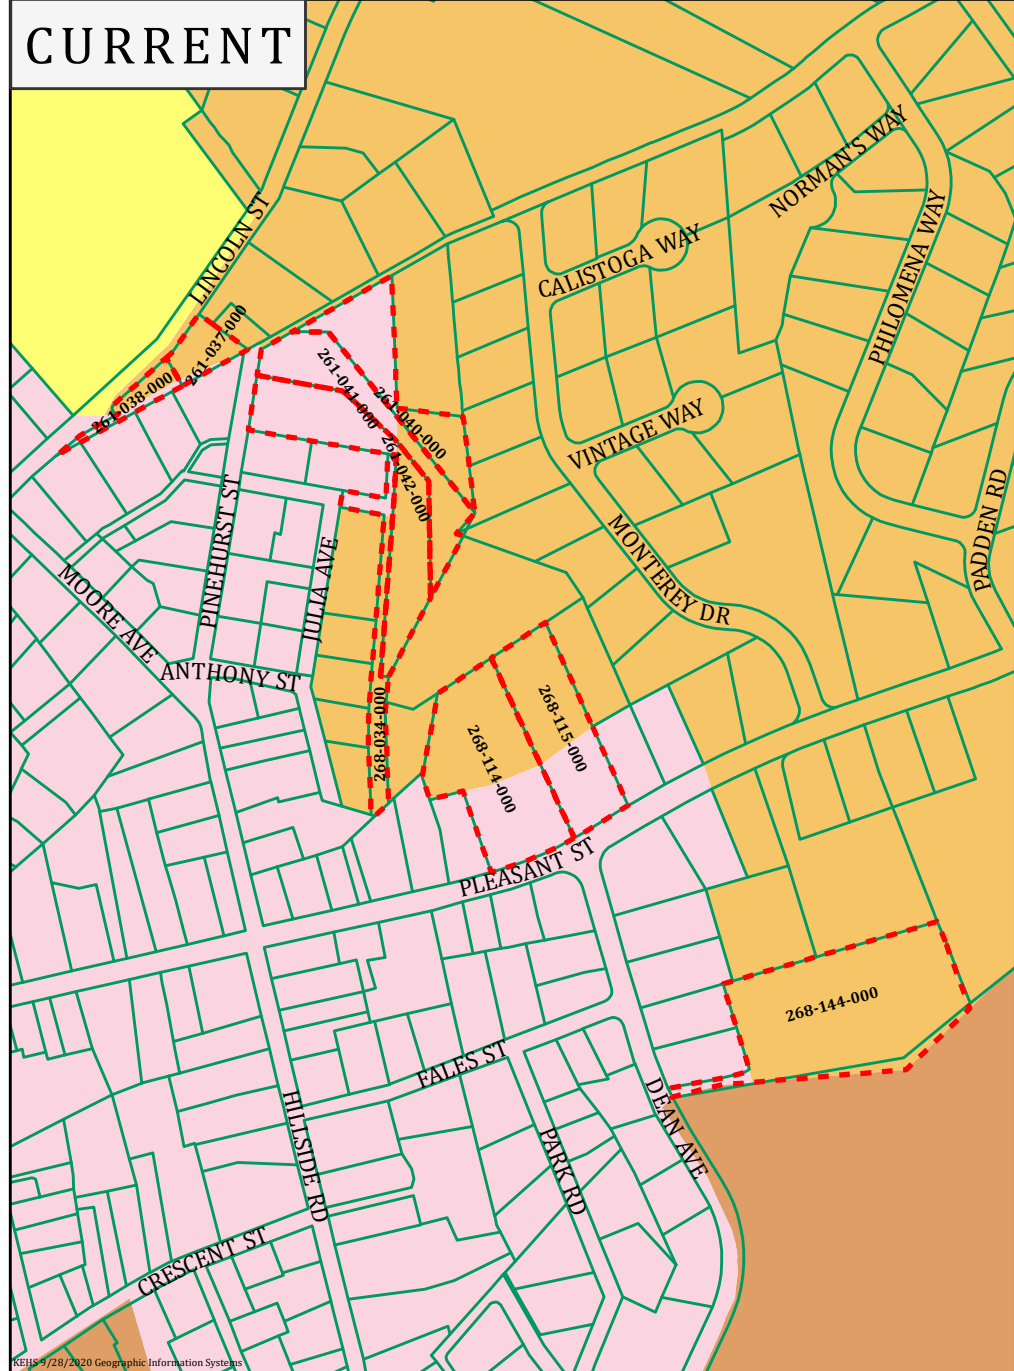 CURRENT
NORMAN'S WAY
LINCOLN ST
CALISTOGA WAY
PHILOMENA WAY
261-037-000
261-038-000
261-041-000
261-040-000
261-042-000
VINTAGE WAY
PADDEN RD
PINEHURST ST
JULIA AVE
MONTEREY DR
MOORE AVE
ANTHONY ST
268-034-000
268-115-000
268-114-000
PLEASANT ST
268-144-000
FALES ST
DEAN AVE
HILLSIDE RD
PARK RD
CRESCENT ST
KEHS 9/28/2020 Geographic Information Systems